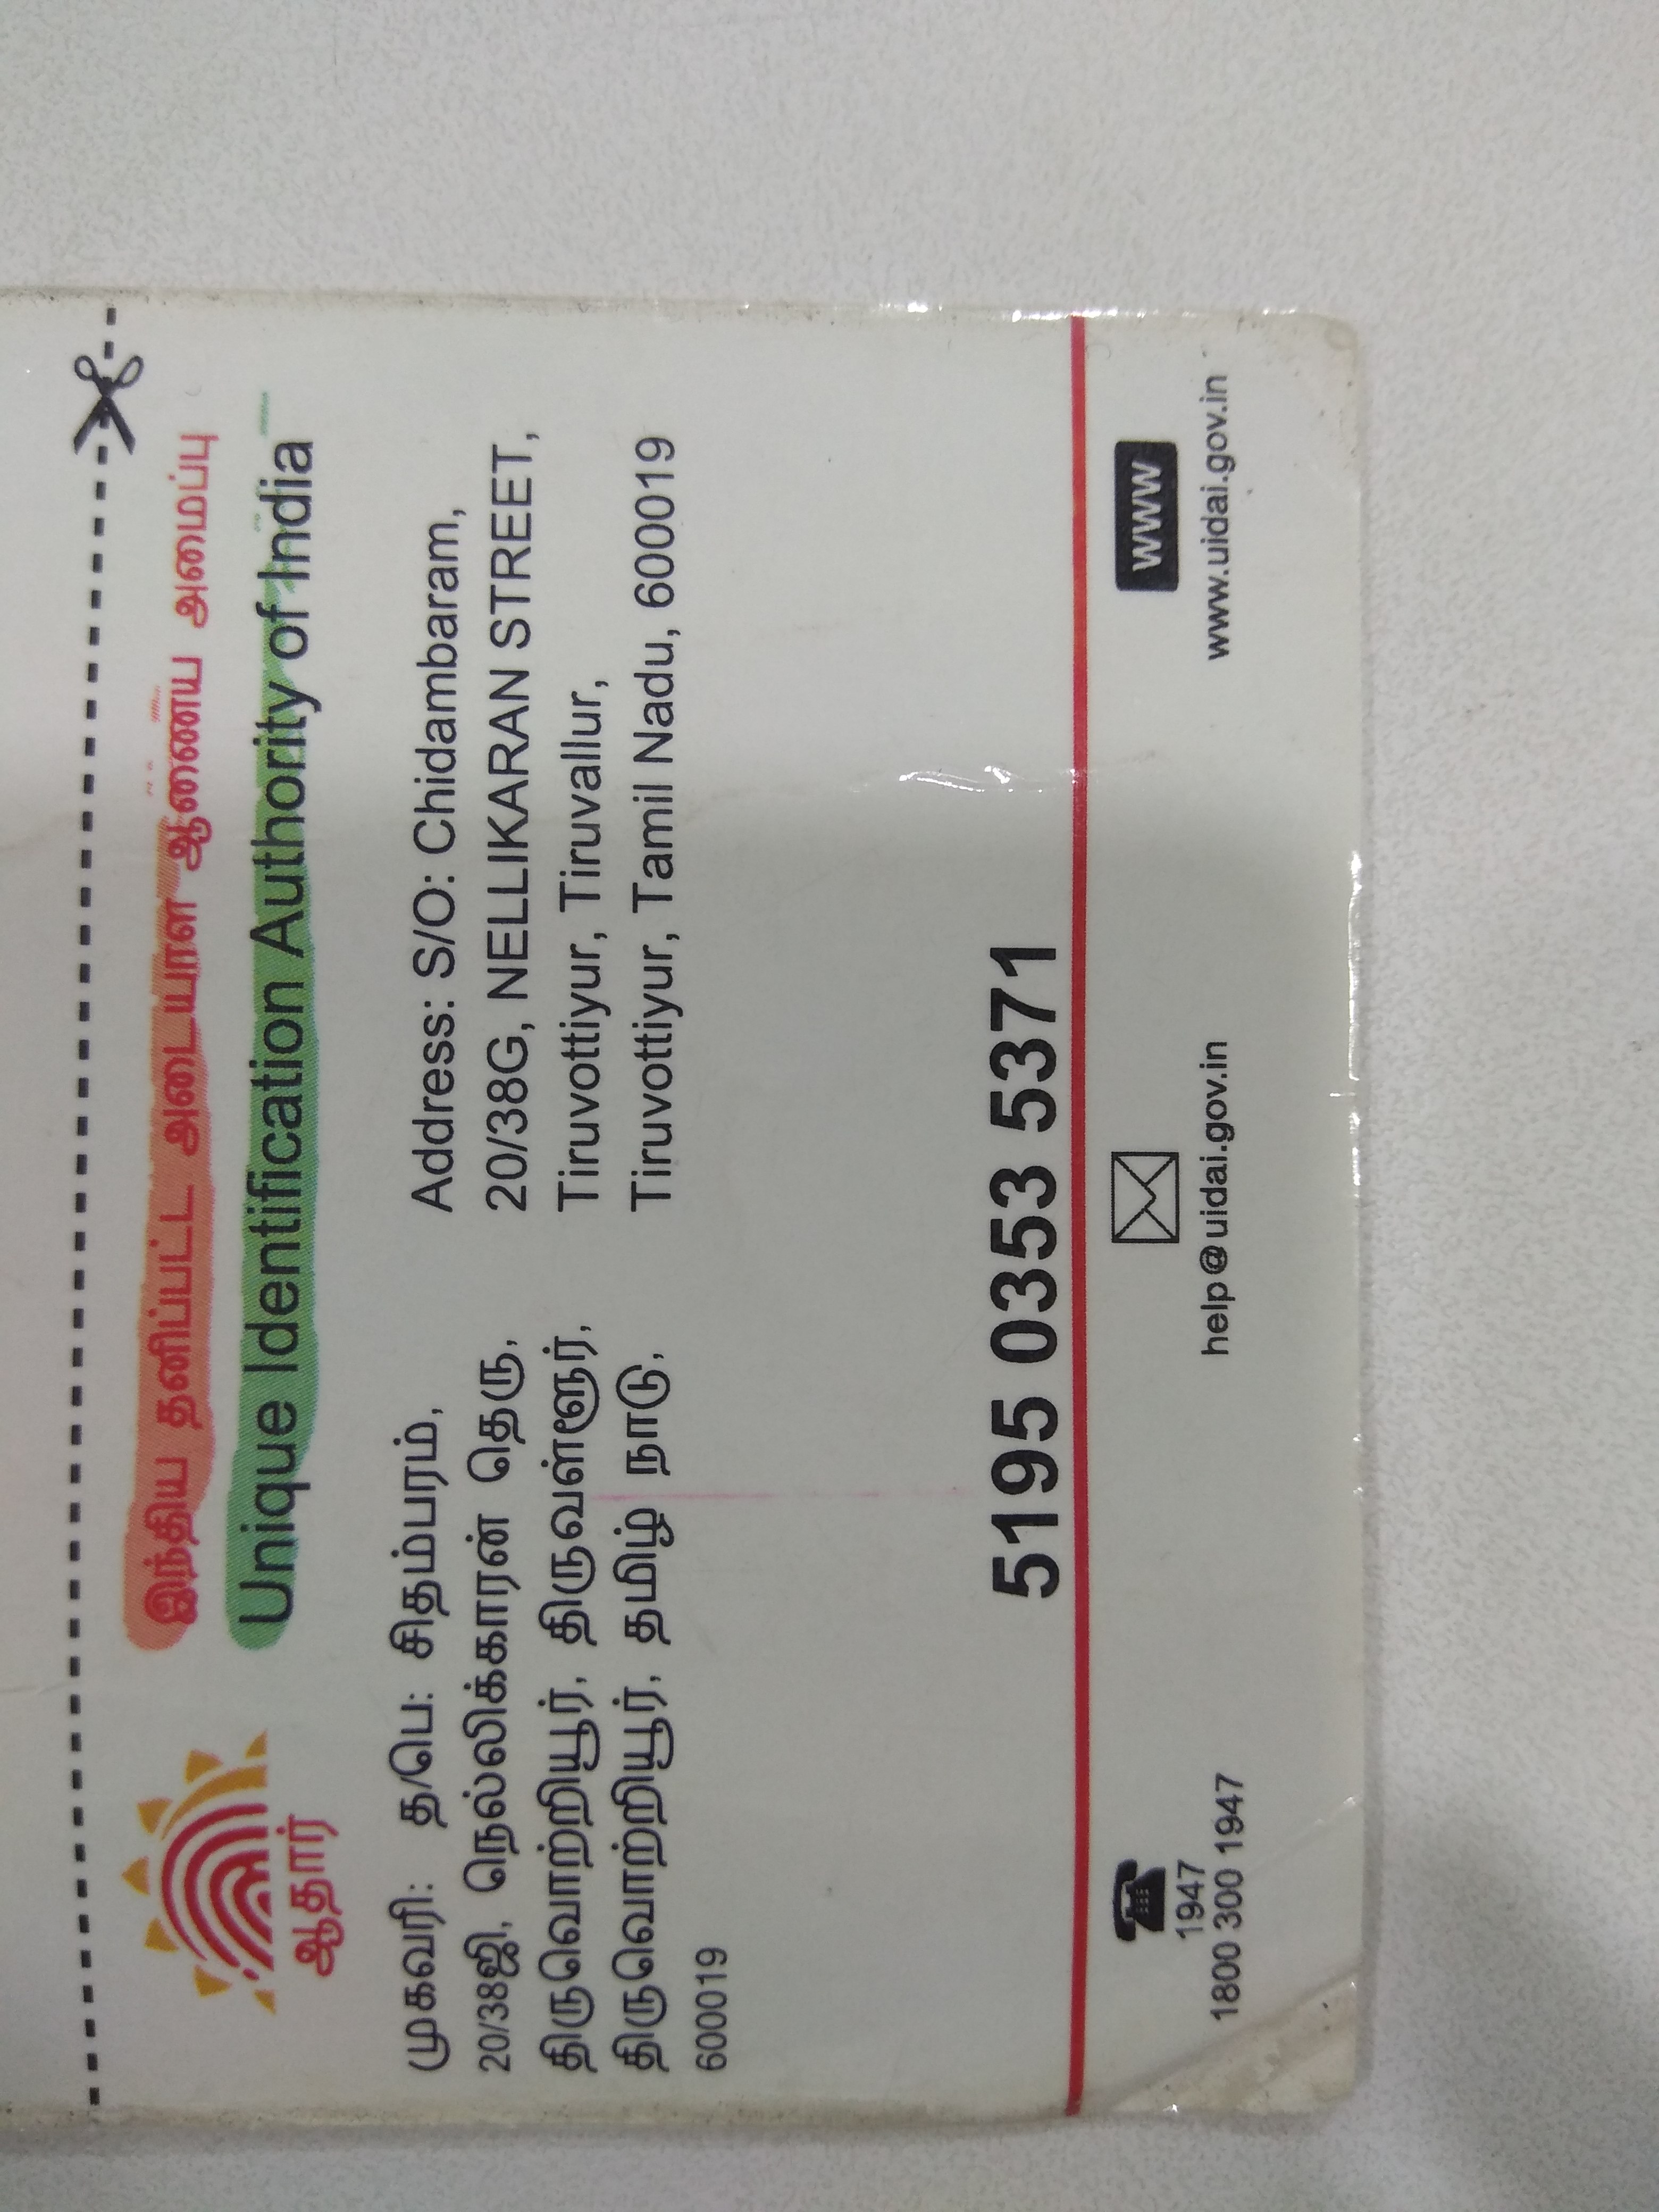 இந்திய தனிப்பட்ட அடையாள ஆணைய அமைப்பு
Unique Identification Authority of India
ஆதார்
முகவரி: த/பெ: சிதம்பரம்,
20/38ஜி, நெல்லிக்காரன் தெரு,
திருவொற்றியூர், திருவள்ளூர்,
திருவொற்றியூர், தமிழ் நாடு,
600019
Address: S/O: Chidambaram,
20/38G, NELLIKARAN STREET,
Tiruvottiyur, Tiruvallur,
Tiruvottiyur, Tamil Nadu, 600019
5195 0353 5371
1947
1800 300 1947
help@uidai.gov.in
www
www.uidai.gov.in